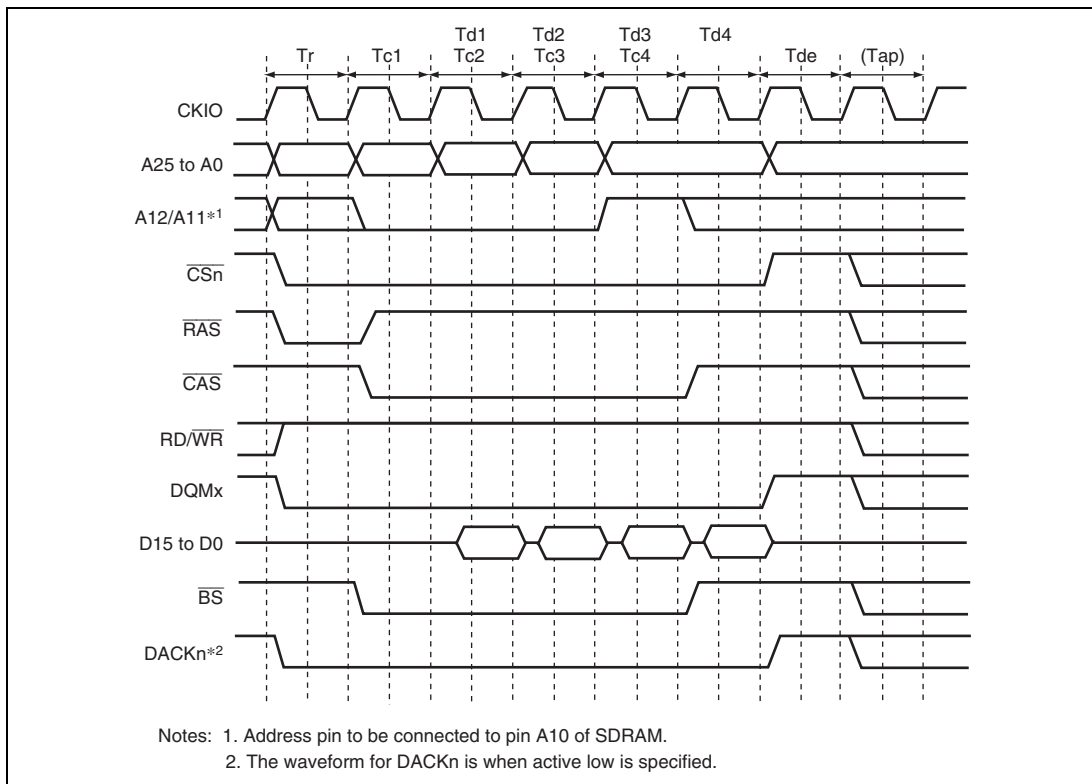 Td1 Td2 Td3 Td4
Tr Tc1 Tc2 Tc3 Tc4 Tde (Tap)
CKIO
A25 to A0
A12/A11*1
CSn
RAS
CAS
RD/WR
DQMx
D15 to D0
BS
DACKn*2
Notes: 1. Address pin to be connected to pin A10 of SDRAM.
2. The waveform for DACKn is when active low is specified.